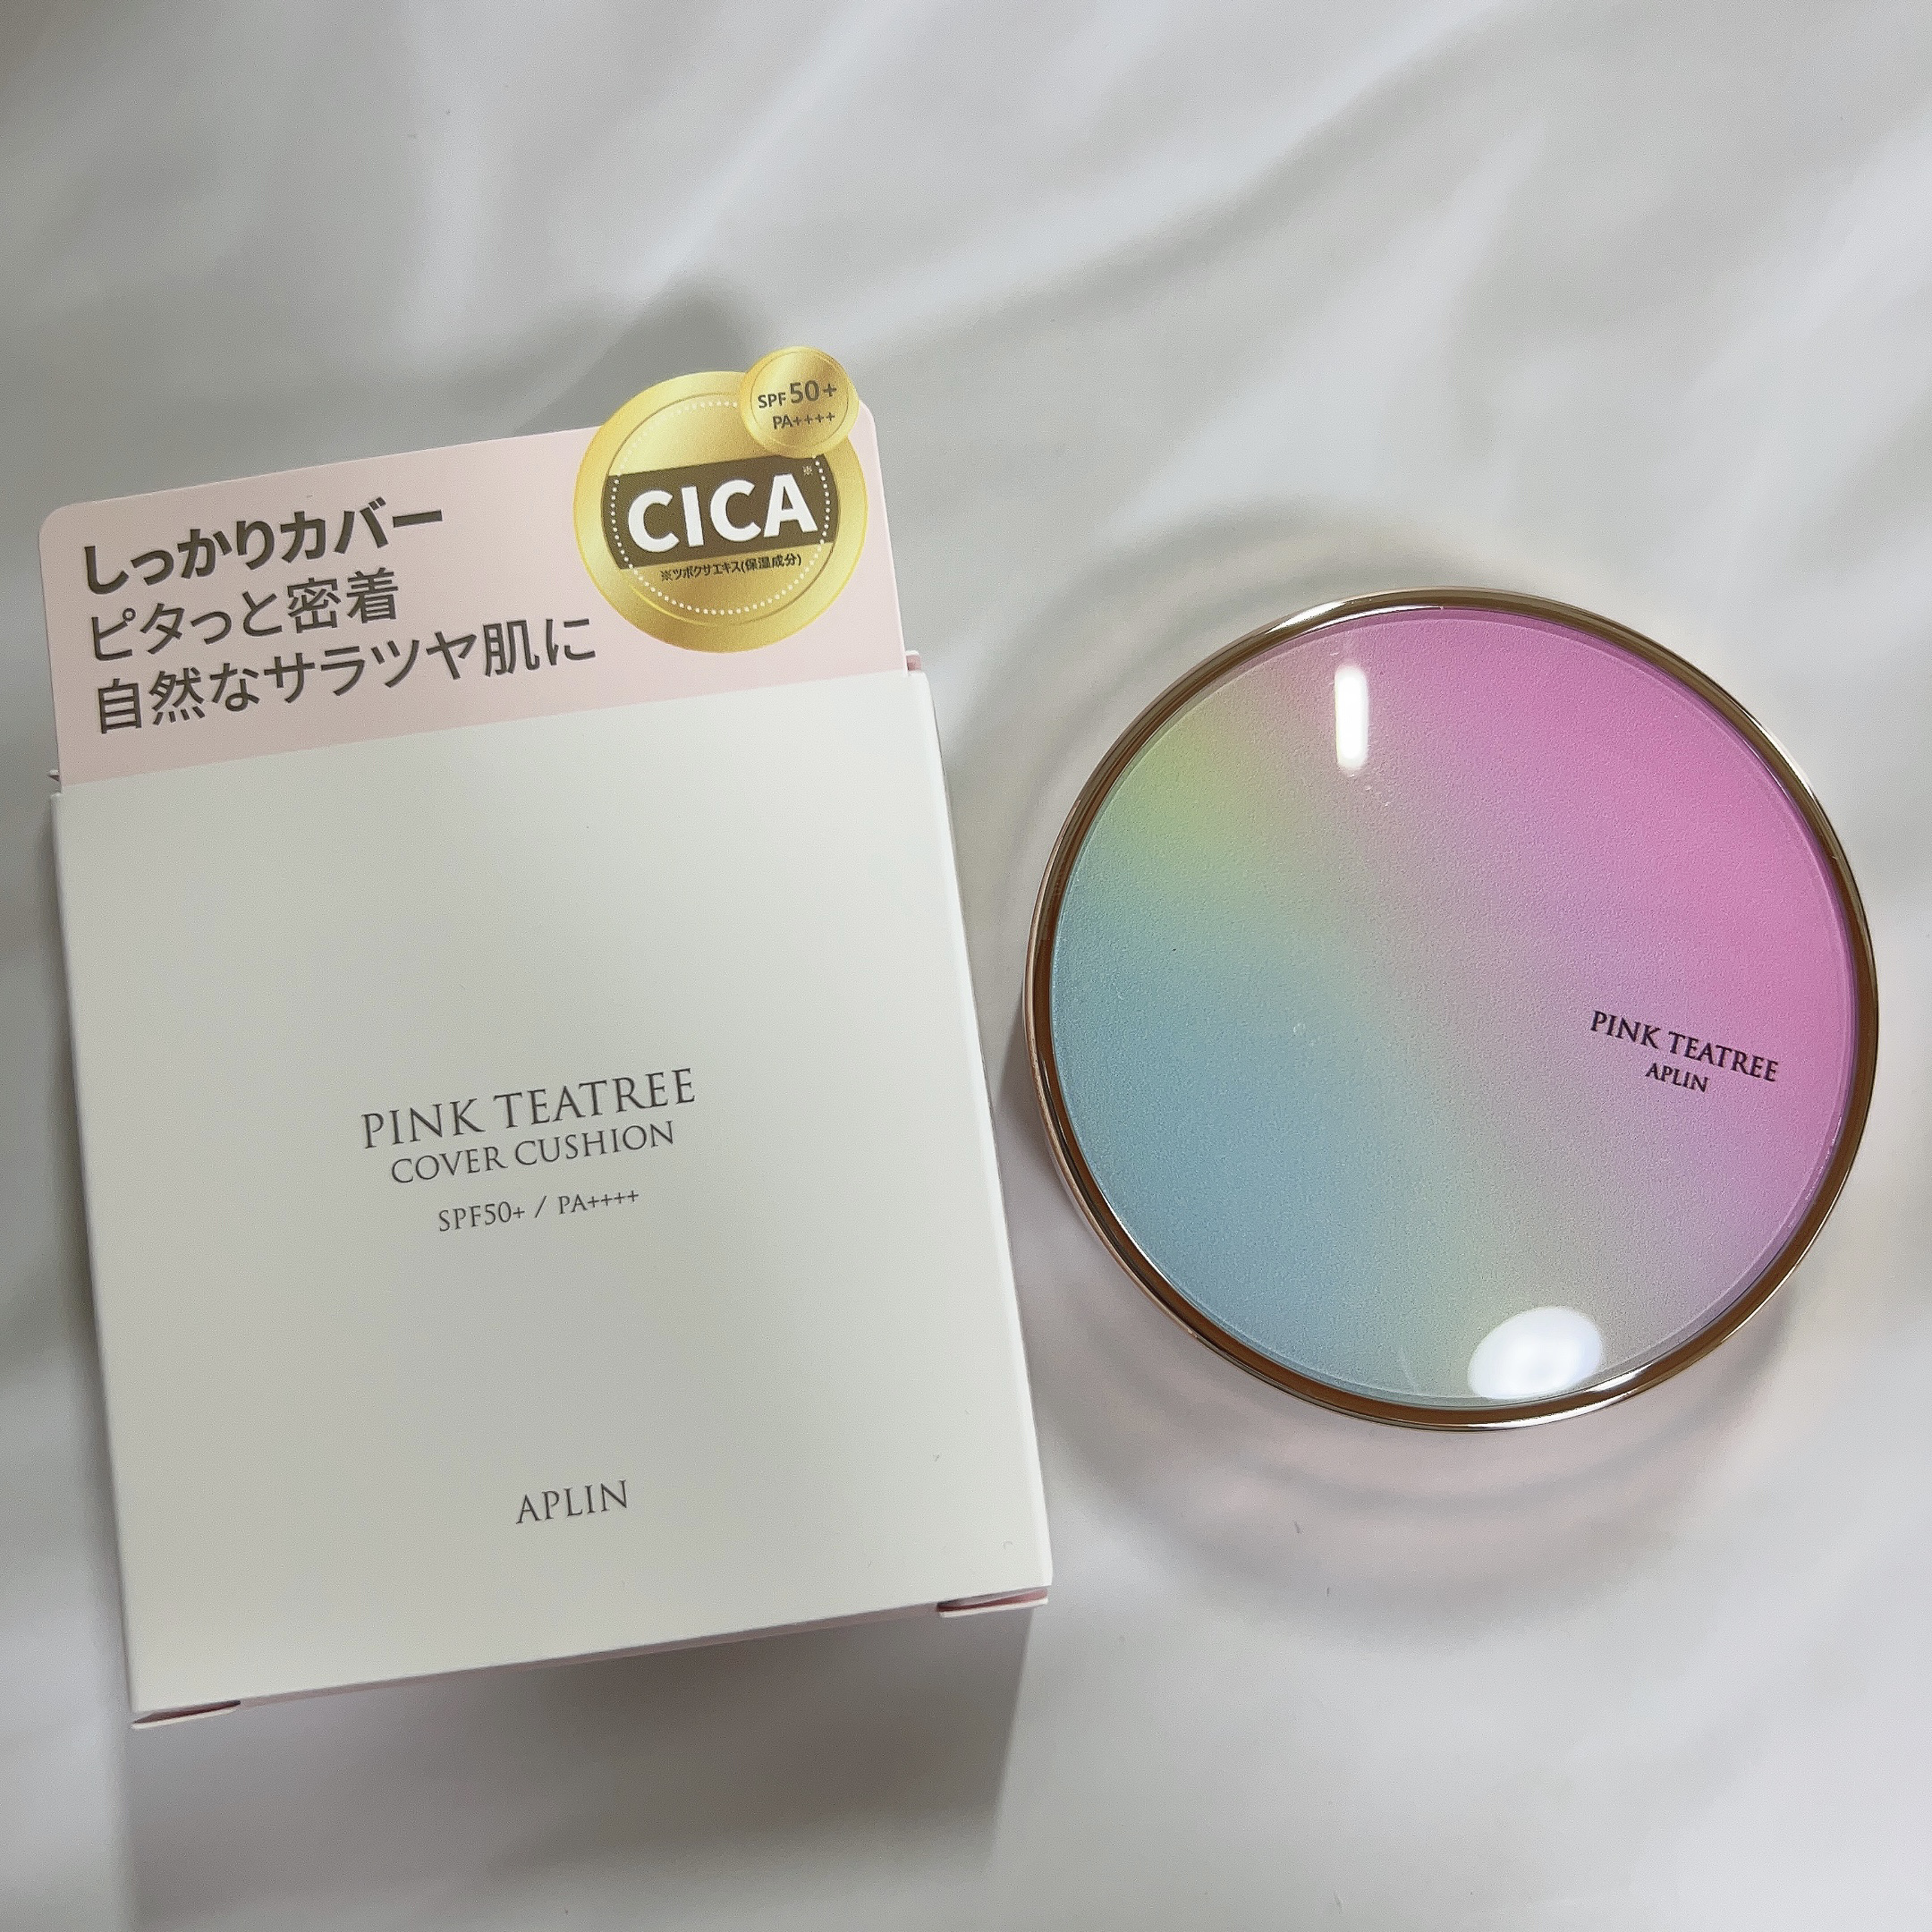 SPF50+
PA++++
CICA※
※ツボクサエキス(保湿成分)
しっかりカバー
ピタっと密着
自然なサラツヤ肌に
PINK TEATREE
COVER CUSHION
SPF50+ / PA++++
APLIN
PINK TEATREE
APLIN